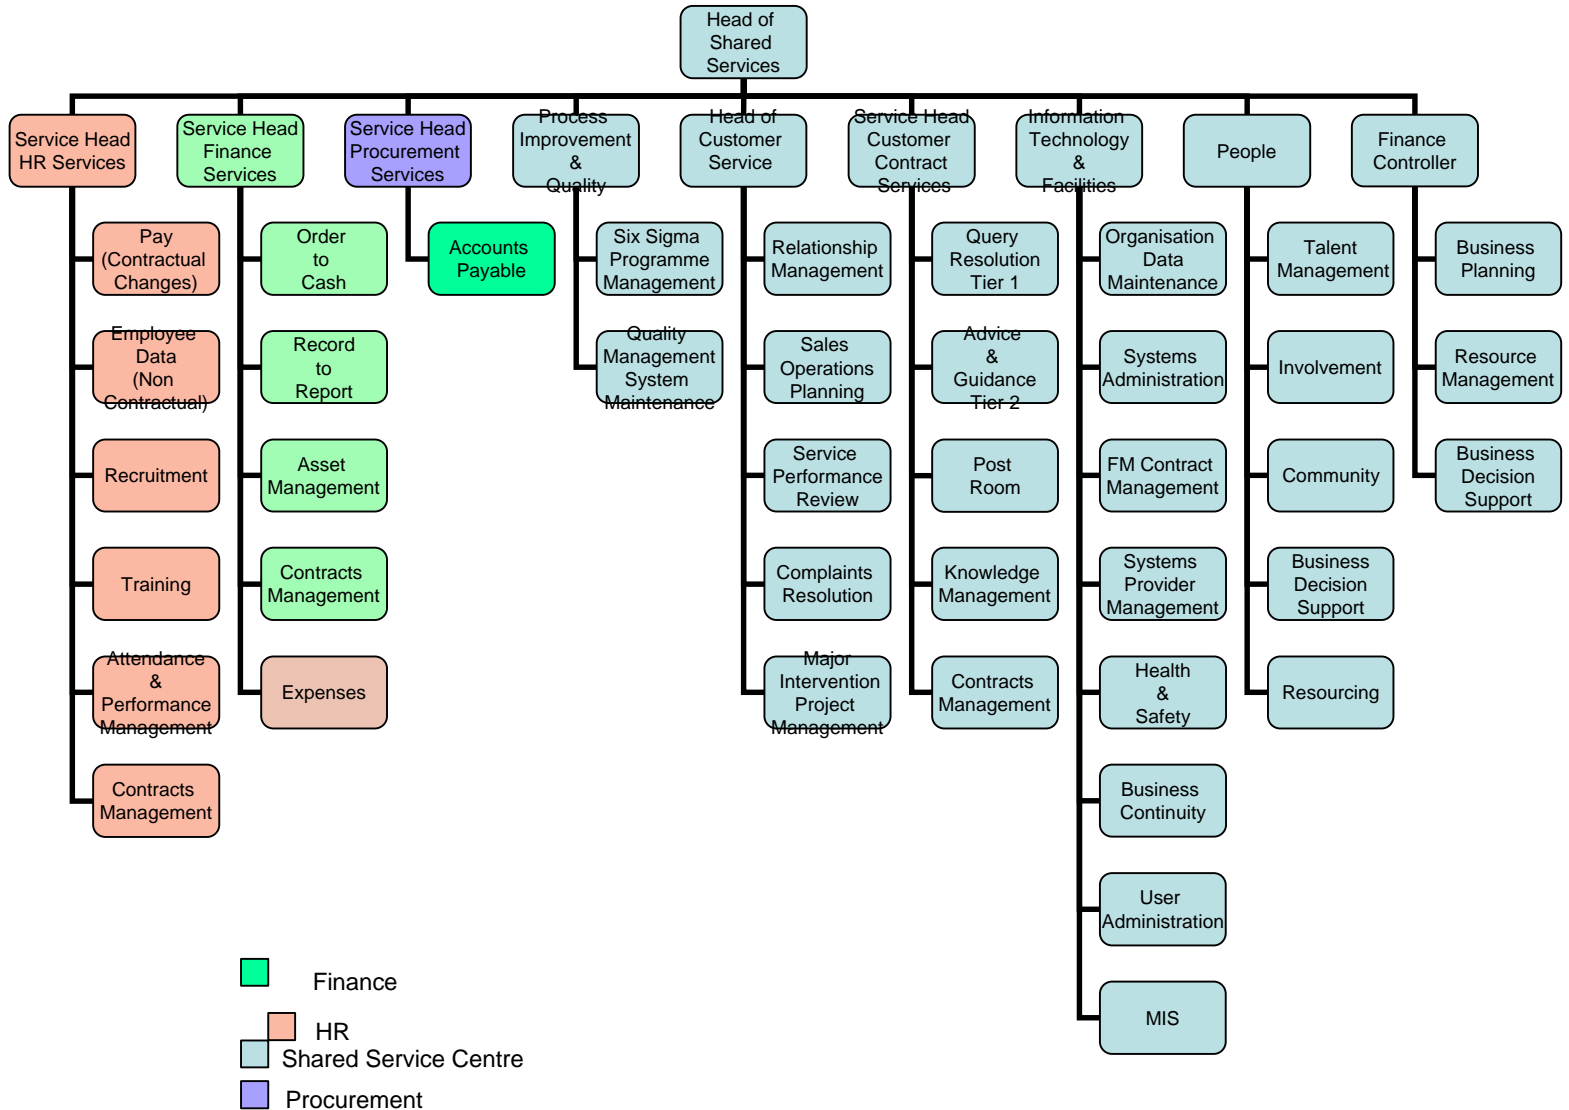 Head of
Shared
Services
Service Head
HR Services
Service Head
Finance
Services
Service Head
Procurement
Services
Process
Improvement
&
Quality
Head of
Customer
Service
Service Head
Customer
Contract
Services
Information
Technology
&
Facilities
People
Finance
Controller
Pay
(Contractual
Changes)
Order
to
Cash
Accounts
Payable
Six Sigma
Programme
Management
Relationship
Management
Query
Resolution
Tier 1
Organisation
Data
Maintenance
Talent
Management
Business
Planning
Employee
Data
(Non
Contractual)
Record
to
Report
Quality
Management
System
Maintenance
Sales
Operations
Planning
Advice
&
Guidance
Tier 2
Systems
Administration
Involvement
Resource
Management
Recruitment
Asset
Management
Service
Performance
Review
Post
Room
FM Contract
Management
Community
Business
Decision
Support
Training
Contracts
Management
Complaints
Resolution
Knowledge
Management
Systems
Provider
Management
Business
Decision
Support
Attendance
&
Performance
Management
Expenses
Major
Intervention
Project
Management
Contracts
Management
Health
&
Safety
Resourcing
Contracts
Management
Business
Continuity
User
Administration
MIS
Finance
HR
Shared Service Centre
Procurement